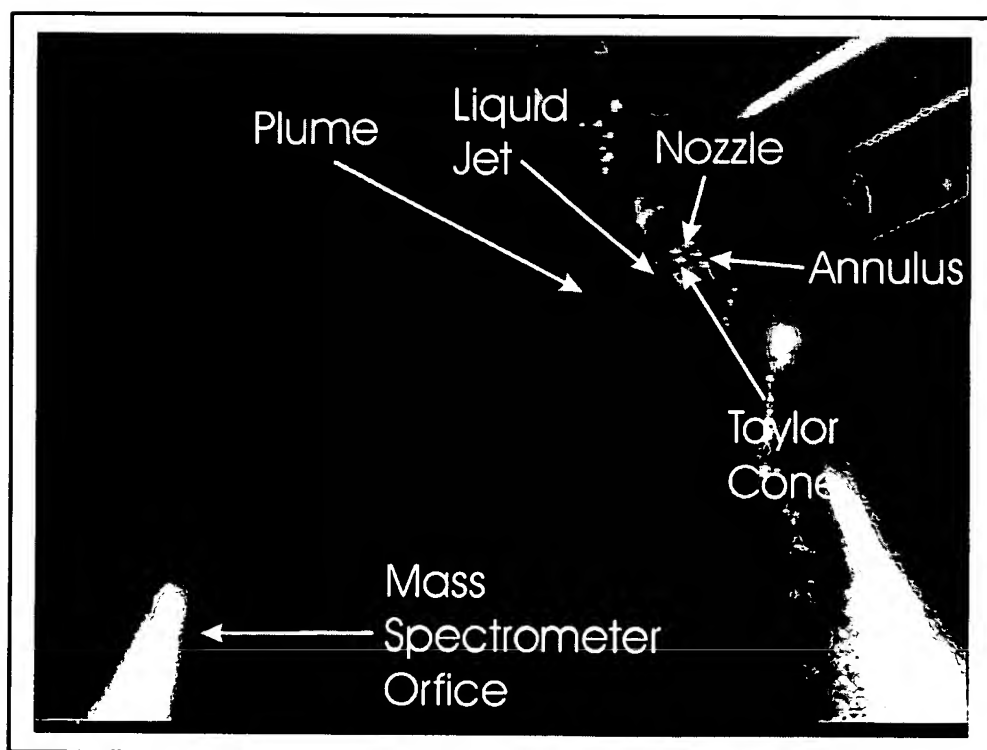 Plume
Liquid
Jet
Nozzle
Annulus
Taylor
Cone
Mass
Spectrometer
Orfice